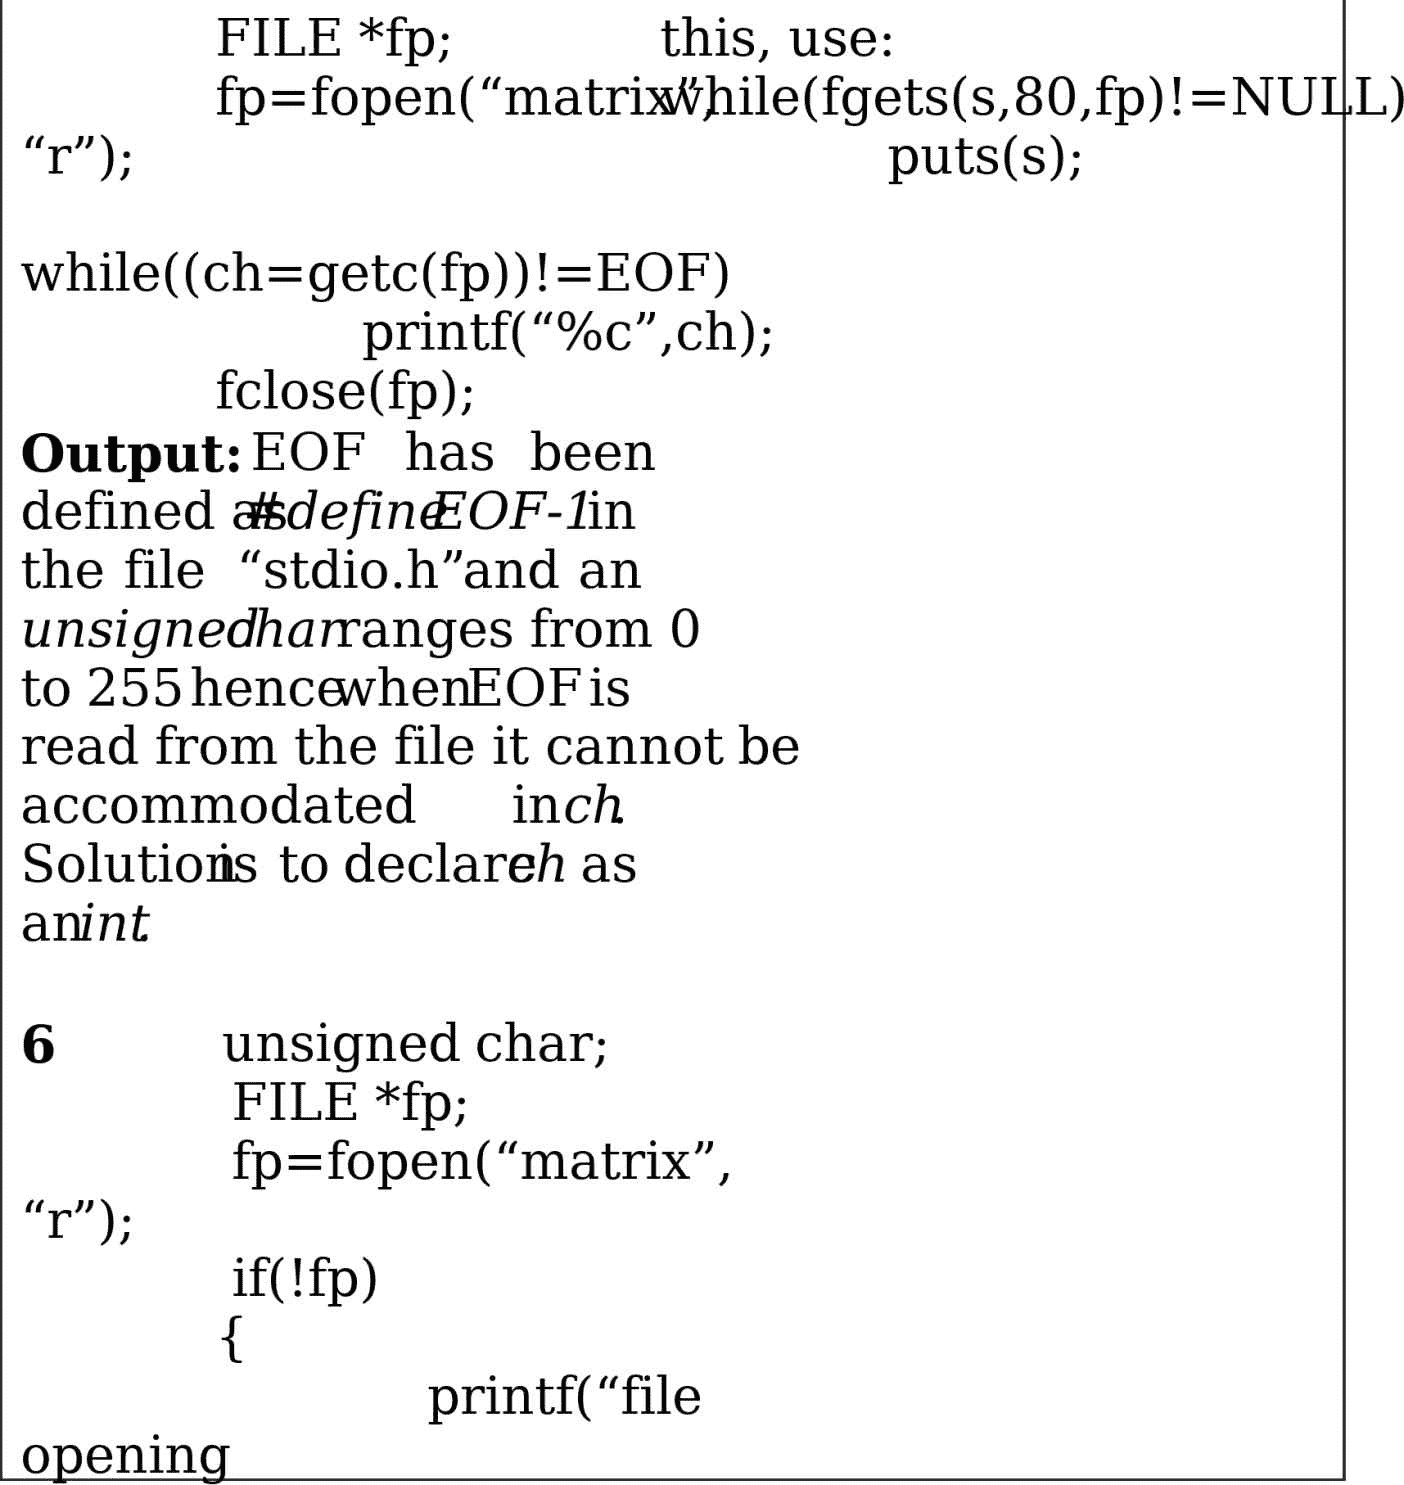 FILE *fp;
fp=fopen(“matrix”,
“r”);
while((ch=getc(fp))!=EOF)
printf(“%c”,ch);
fclose(fp);
Output: EOF has been
defined as #define EOF-1 in
the file “stdio.h” and an
unsigned char ranges from 0
to 255 hence when EOF is
read from the file it cannot be
accommodated in ch.
Solution is to declare ch as
an int.
6 unsigned char;
FILE *fp;
fp=fopen(“matrix”,
“r”);
if(!fp)
{
printf(“file
opening
this, use:
while(fgets(s,80,fp)!=NULL)
puts(s);